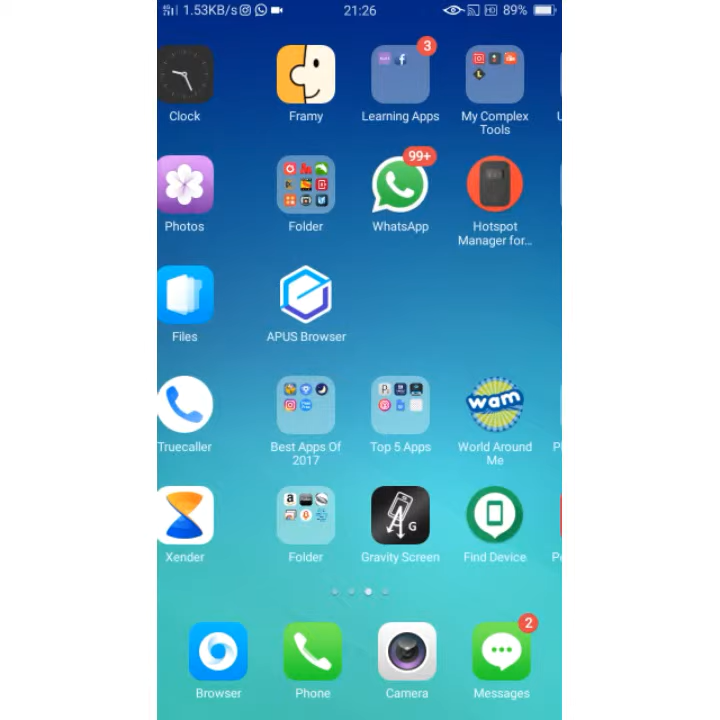 1.53KB/s 21:26 HD 89%
3
Clock Framy Learning Apps My Complex
Tools
99+
Photos Folder WhatsApp Hotspot
Manager for...
Files APUS Browser
wam
Truecaller Best Apps Of Top 5 Apps World Around
2017 Me
a
G
Xender Folder Gravity Screen Find Device
2
Browser Phone Camera Messages